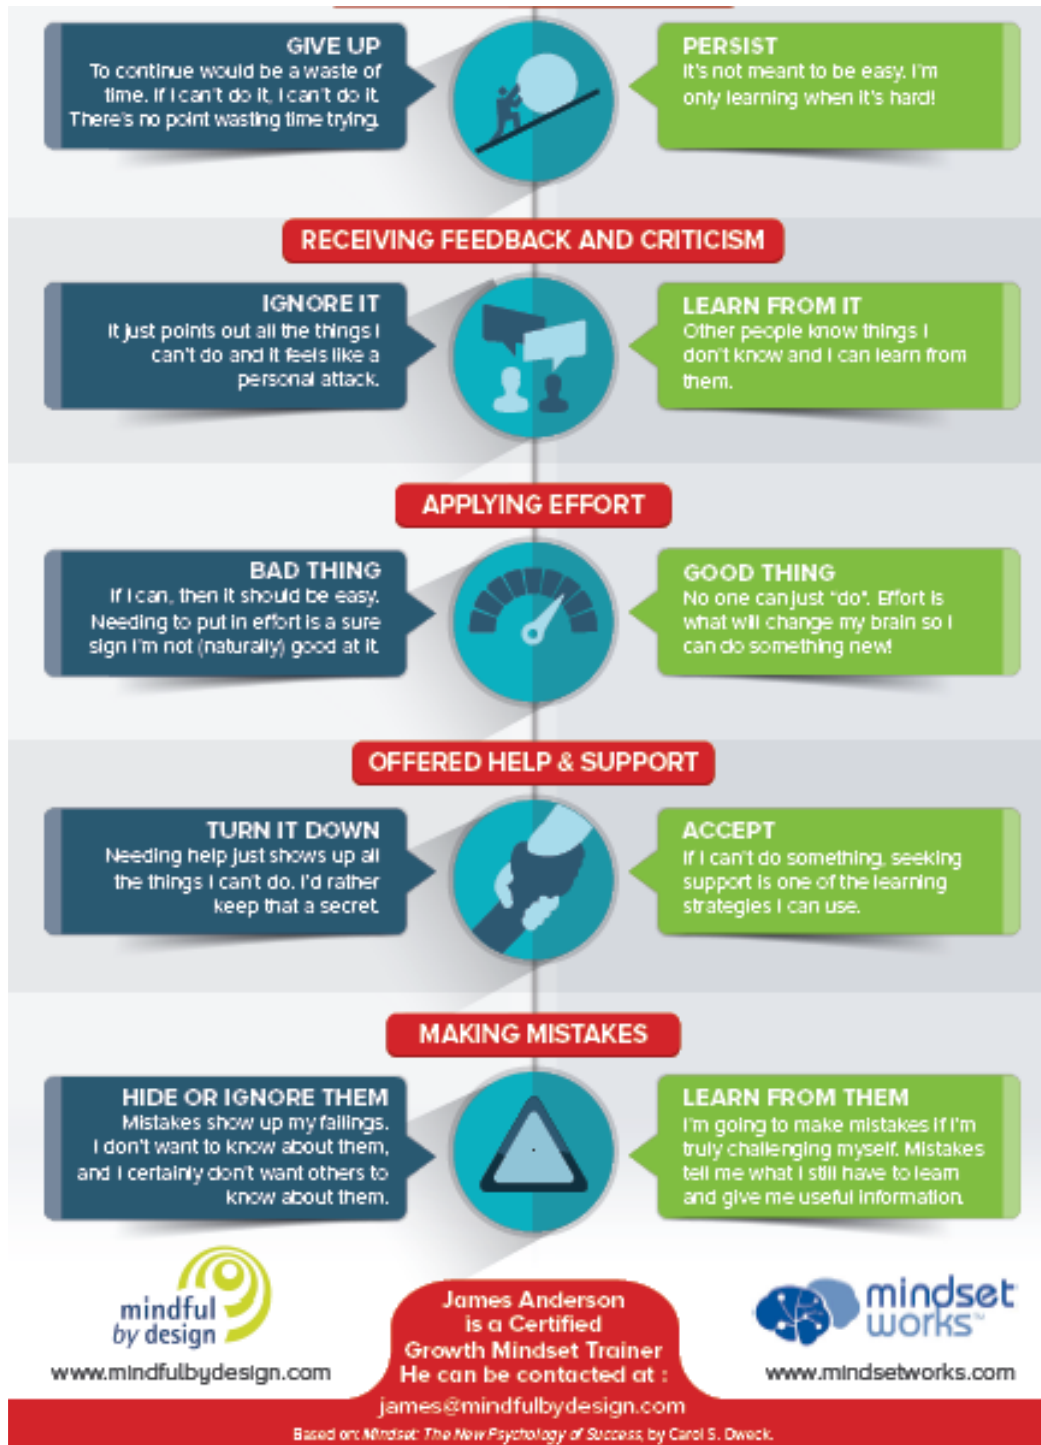 GIVE UP
To continue would be a waste of
time. If I can't do it, I can't do it.
There's no point wasting time trying.
PERSIST
It's not meant to be easy. I'm
only learning when it's hard!
RECEIVING FEEDBACK AND CRITICISM
IGNORE IT
It just points out all the things I
can't do and it feels like a
personal attack.
LEARN FROM IT
Other people know things I
don't know and I can learn from
them.
APPLYING EFFORT
BAD THING
If I can, then it should be easy.
Needing to put in effort is a sure
sign I'm not (naturally) good at it.
GOOD THING
No one can just "do". Effort is
what will change my brain so I
can do something new!
OFFERED HELP & SUPPORT
TURN IT DOWN
Needing help just shows up all
the things I can't do. I'd rather
keep that a secret.
ACCEPT
If I can't do something, seeking
support is one of the learning
strategies I can use.
MAKING MISTAKES
HIDE OR IGNORE THEM
Mistakes show up my failings.
I don't want to know about them,
and I certainly don't want others to
know about them.
LEARN FROM THEM
I'm going to make mistakes if I'm
truly challenging myself. Mistakes
tell me what I still have to learn
and give me useful information.
mindful
by design
www.mindfulbydesign.com
James Anderson
is a Certified
Growth Mindset Trainer
He can be contacted at :
james@mindfulbydesign.com
mindset
works™
www.mindsetworks.com
Based on: Mindset: The New Psychology of Success, by Carol S. Dweck.